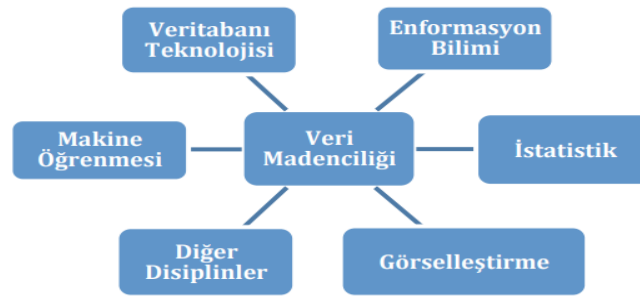 Veritabanı
Teknolojisi
Enformasyon
Bilimi
Makine
Öğrenmesi
Veri
Madenciliği
İstatistik
Diğer
Disiplinler
Görselleştirme